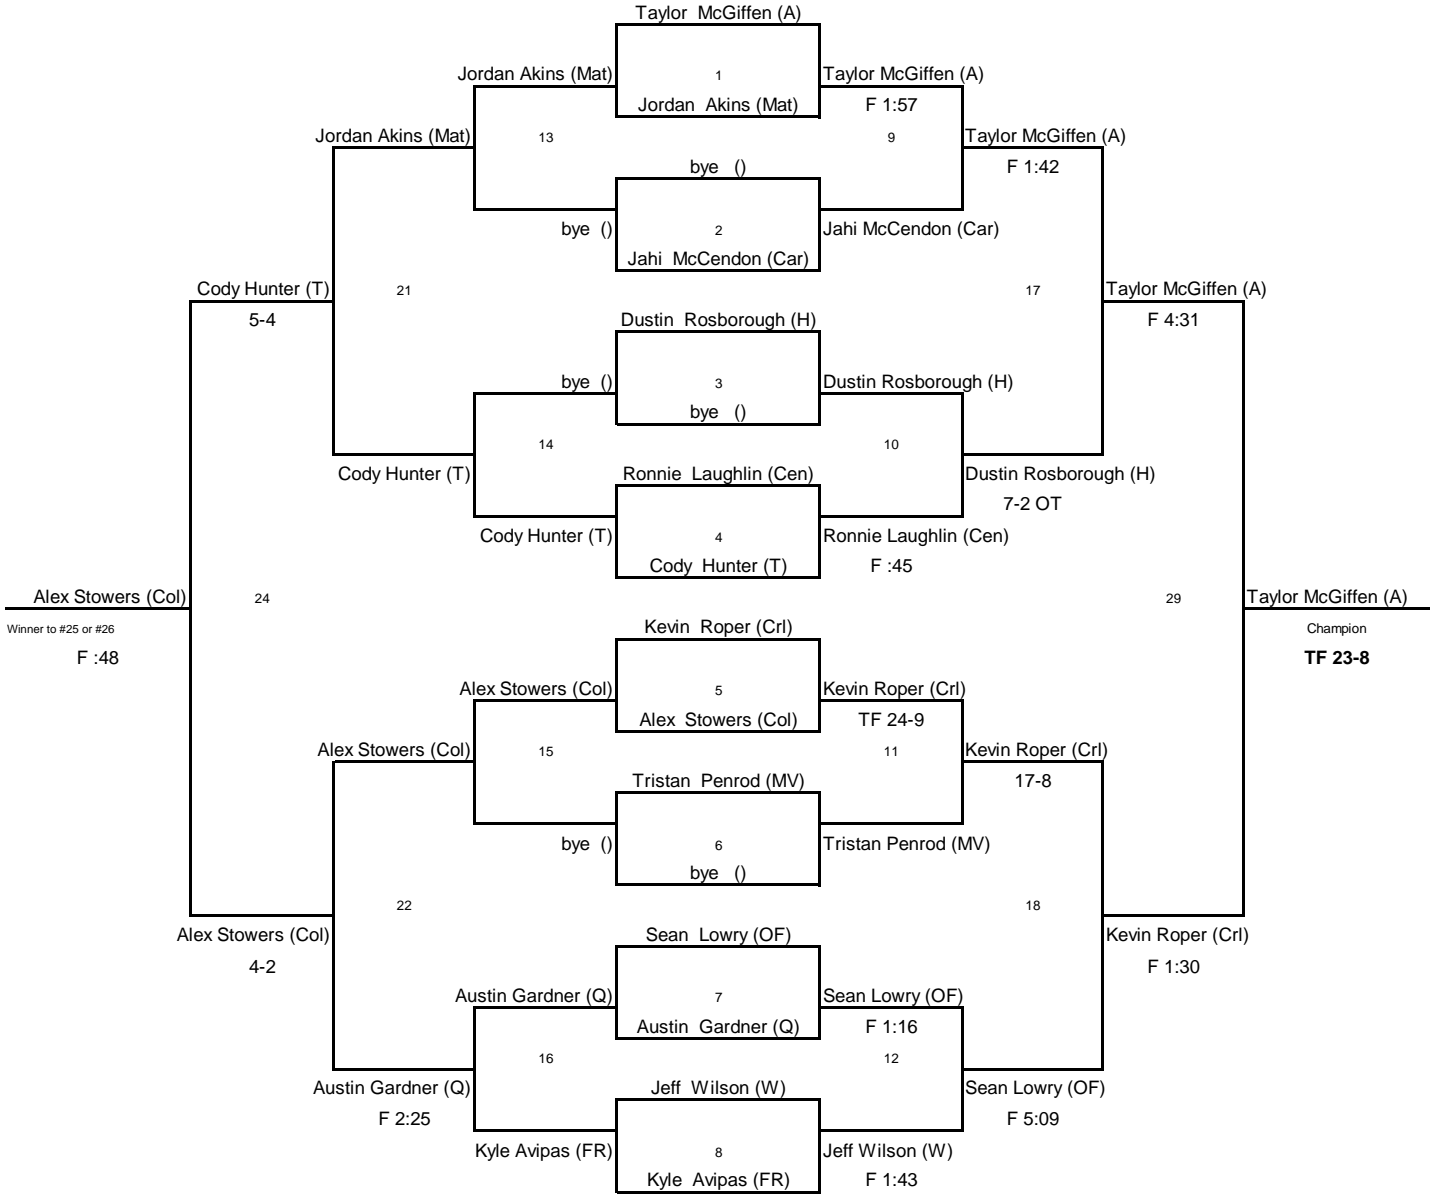 Taylor McGiffen (A)
Jordan Akins (Mat) 1 Taylor McGiffen (A)
Jordan Akins (Mat) F 1:57
Jordan Akins (Mat) 13 9 Taylor McGiffen (A)
bye () F 1:42
bye () 2 Jahi McCendon (Car)
Jahi McCendon (Car)
Cody Hunter (T) 21 17 Taylor McGiffen (A)
5-4 Dustin Rosborough (H) F 4:31
bye () 3 Dustin Rosborough (H)
bye ()
14 10
Cody Hunter (T) Ronnie Laughlin (Cen) Dustin Rosborough (H)
7-2 OT
Cody Hunter (T) 4 Ronnie Laughlin (Cen)
Cody Hunter (T) F :45
Alex Stowers (Col) 24 29 Taylor McGiffen (A)
Winner to #25 or #26 Kevin Roper (Crl) Champion
F :48 TF 23-8
Alex Stowers (Col) 5 Kevin Roper (Crl)
Alex Stowers (Col) TF 24-9
Alex Stowers (Col) 15 11 Kevin Roper (Crl)
Tristan Penrod (MV) 17-8
bye () 6 Tristan Penrod (MV)
bye ()
22 18
Alex Stowers (Col) Sean Lowry (OF) Kevin Roper (Crl)
4-2 F 1:30
Austin Gardner (Q) 7 Sean Lowry (OF)
Austin Gardner (Q) F 1:16
16 12
Austin Gardner (Q) Jeff Wilson (W) Sean Lowry (OF)
F 2:25 F 5:09
Kyle Avipas (FR) 8 Jeff Wilson (W)
Kyle Avipas (FR) F 1:43